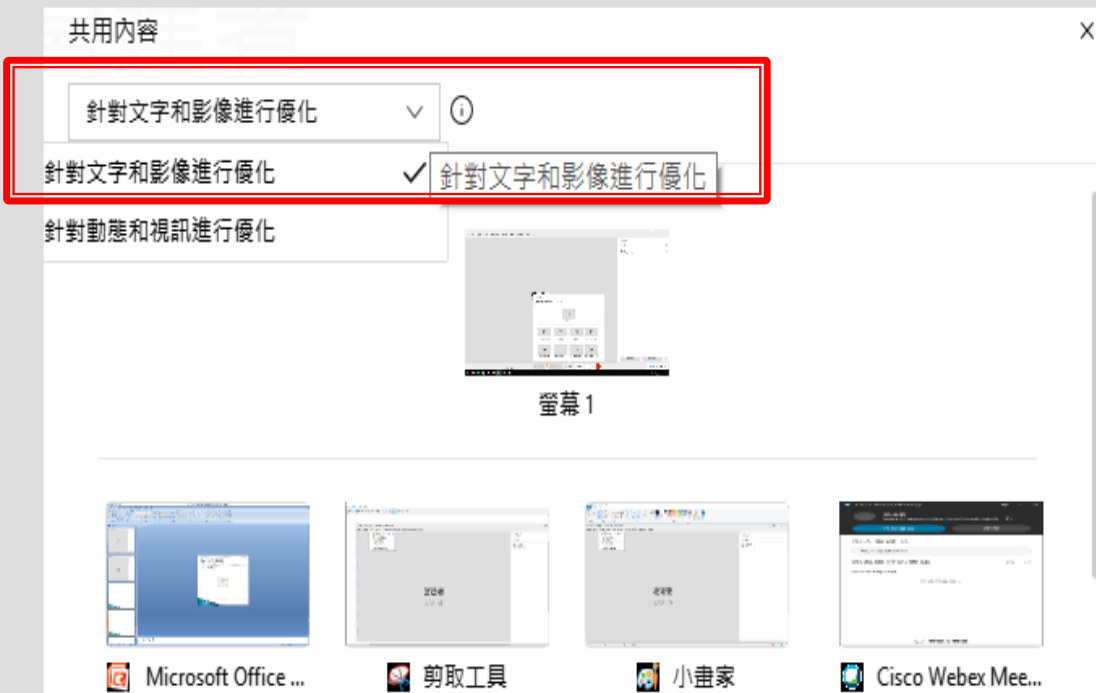 共用內容
針對文字和影像進行優化
針對文字和影像進行優化
針對文字和影像進行優化
針對動態和視訊進行優化
螢幕 1
Microsoft Office ...
剪取工具
小畫家
Cisco Webex Mee...